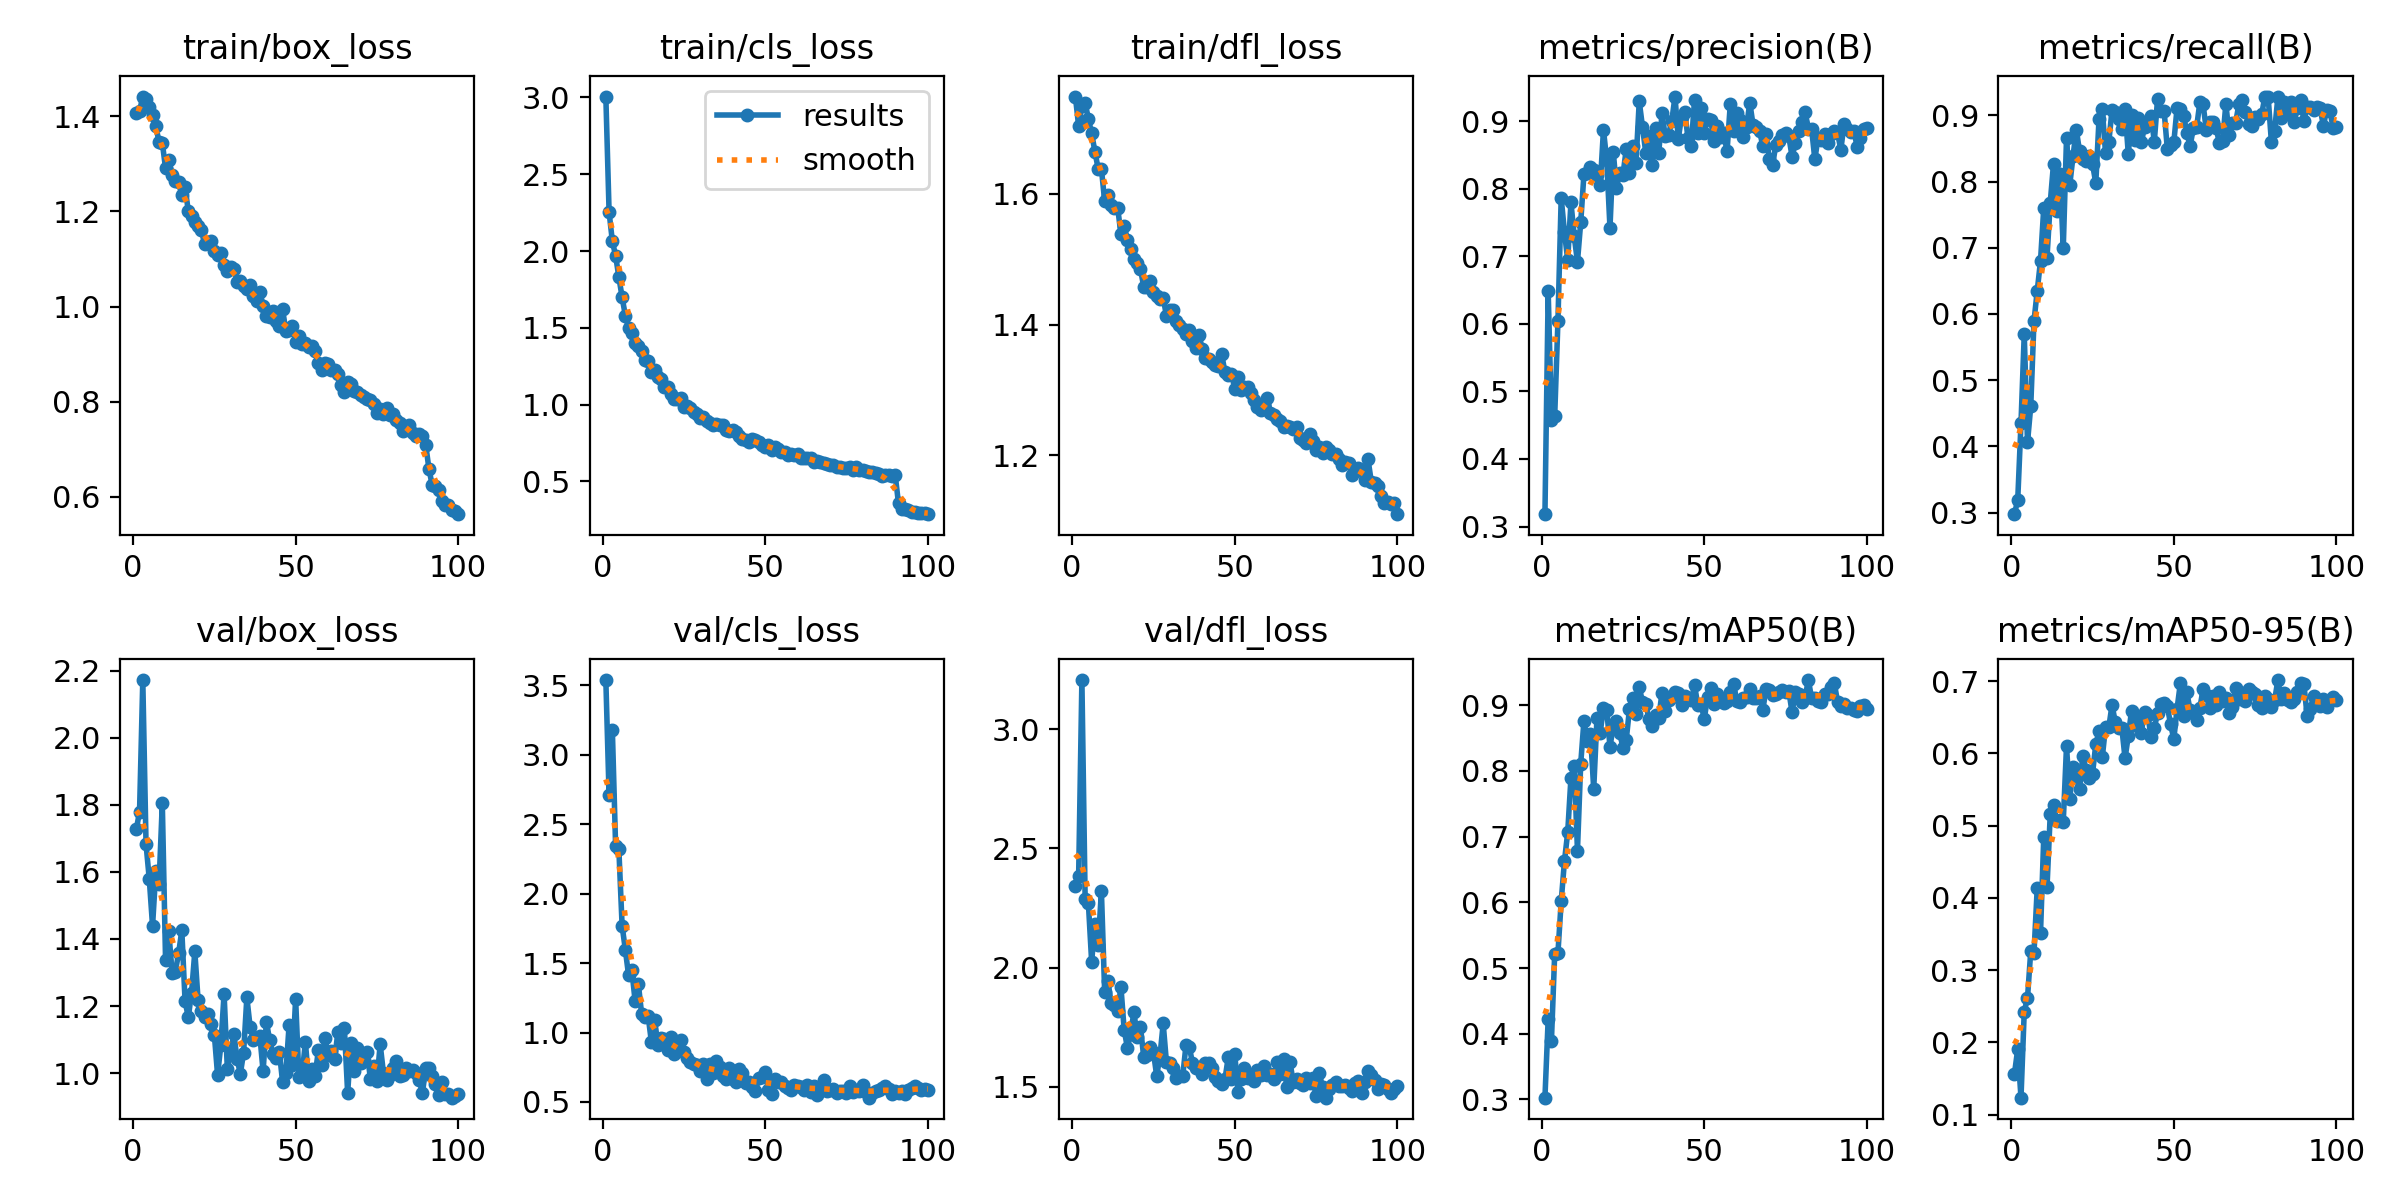 train/box_loss
1.4
1.2
1.0
0.8
0.6
0 50 100
train/cls_loss
results
smooth
3.0
2.5
2.0
1.5
1.0
0.5
0 50 100
train/dfl_loss
1.6
1.4
1.2
0 50 100
metrics/precision(B)
0.9
0.8
0.7
0.6
0.5
0.4
0.3
0 50 100
metrics/recall(B)
0.9
0.8
0.7
0.6
0.5
0.4
0.3
0 50 100
val/box_loss
2.2
2.0
1.8
1.6
1.4
1.2
1.0
0 50 100
val/cls_loss
3.5
3.0
2.5
2.0
1.5
1.0
0.5
0 50 100
val/dfl_loss
3.0
2.5
2.0
1.5
0 50 100
metrics/mAP50(B)
0.9
0.8
0.7
0.6
0.5
0.4
0.3
0 50 100
metrics/mAP50-95(B)
0.7
0.6
0.5
0.4
0.3
0.2
0.1
0 50 100